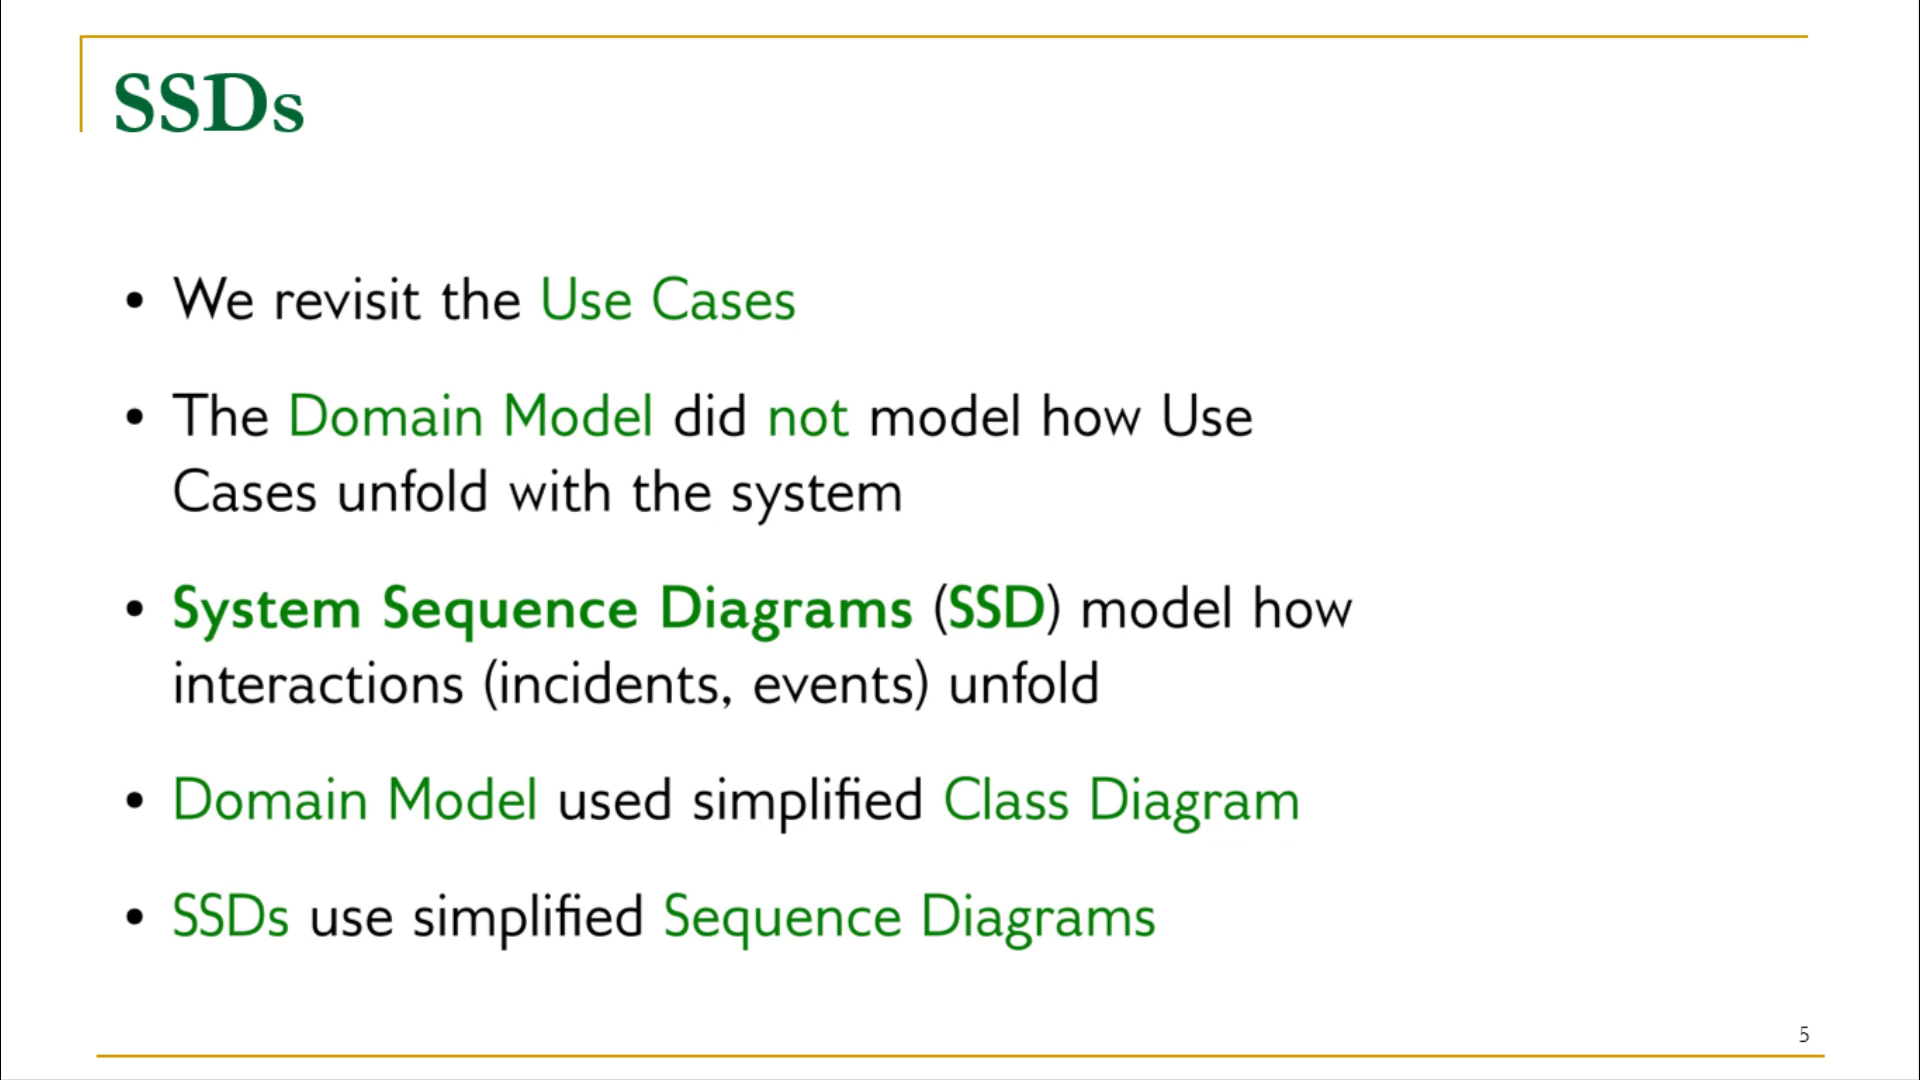 SSDs
• We revisit the Use Cases
• The Domain Model did not model how Use
Cases unfold with the system
• System Sequence Diagrams (SSD) model how
interactions (incidents, events) unfold
• Domain Model used simplified Class Diagram
• SSDs use simplified Sequence Diagrams
5